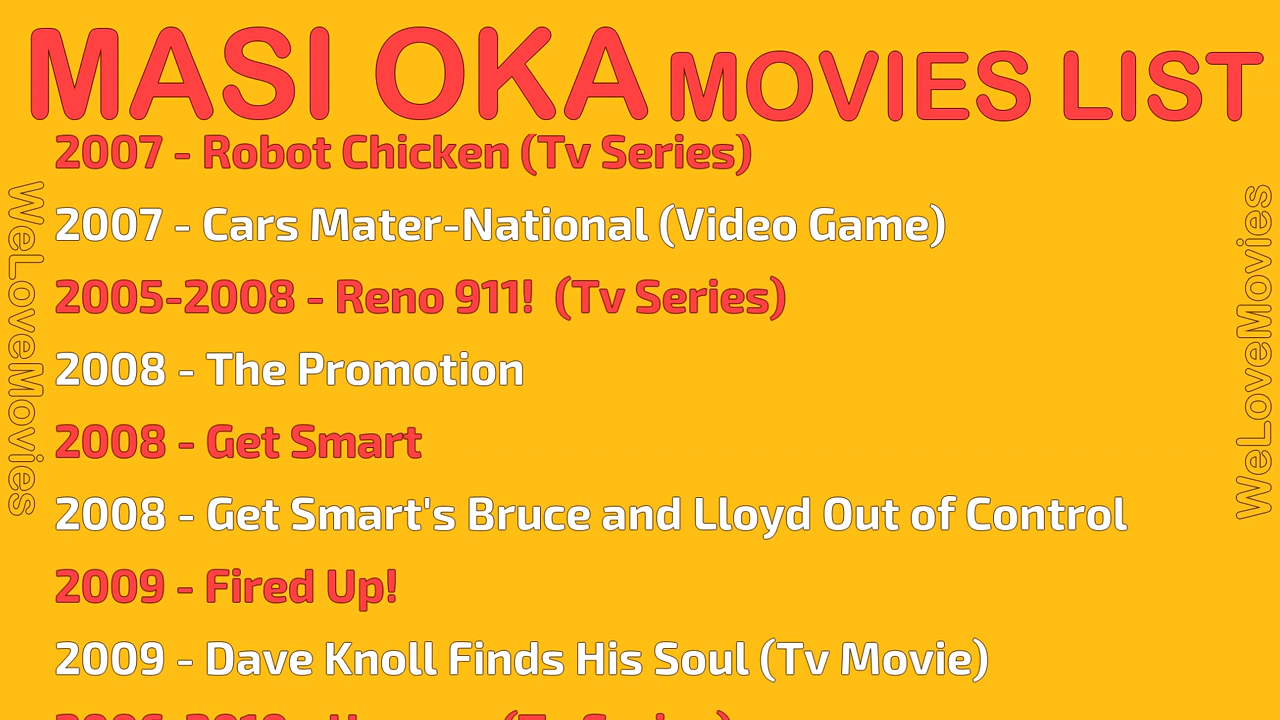 MASI OKA MOVIES LIST
2007 - Robot Chicken (Tv Series)
2007 - Cars Mater-National (Video Game)
2005-2008 - Reno 911!  (Tv Series)
2008 - The Promotion
2008 - Get Smart
2008 - Get Smart's Bruce and Lloyd Out of Control
2009 - Fired Up!
2009 - Dave Knoll Finds His Soul (Tv Movie)
WeLoveMovies
WeLoveMovies